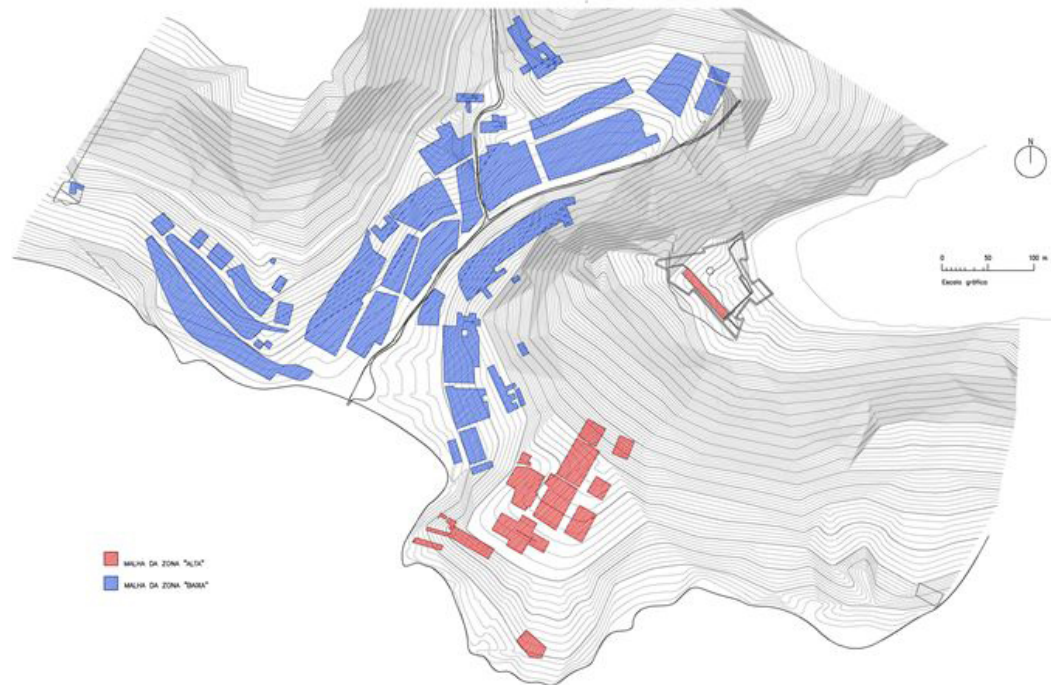 N
0 50 100 m
Escala gráfica
MALHA DA ZONA "ALTA"
MALHA DA ZONA "BAIXA"